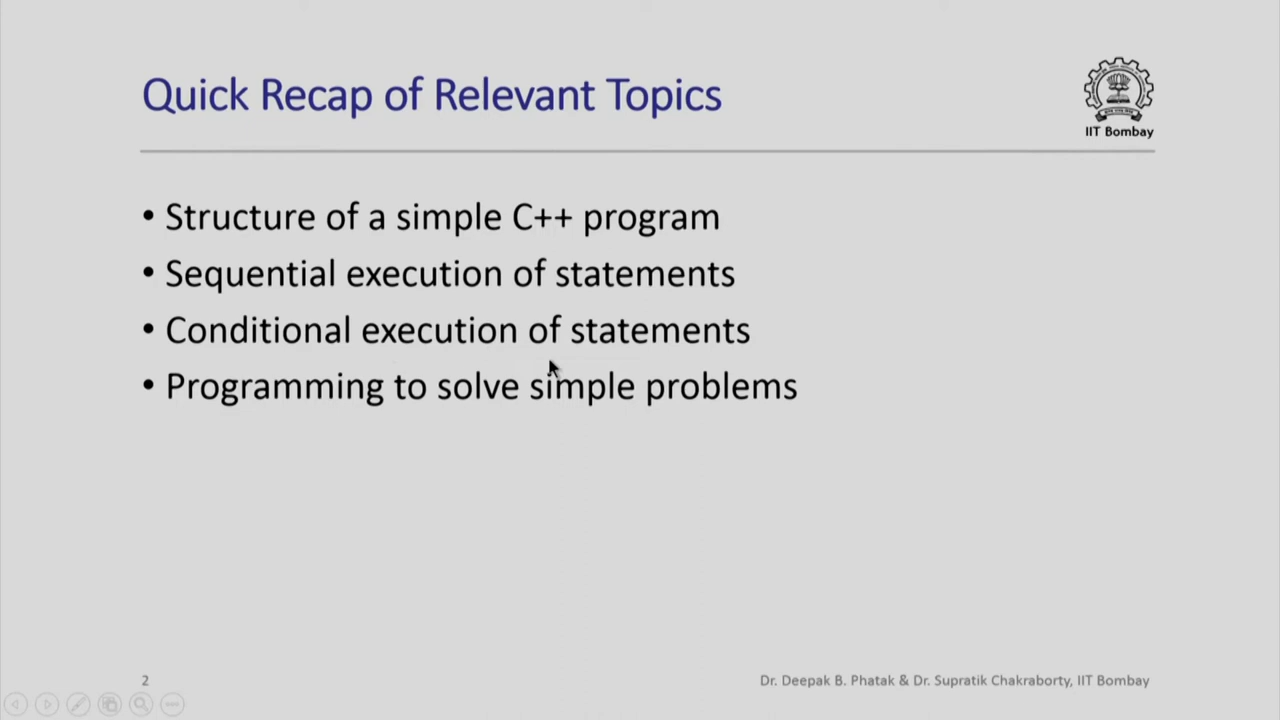 Quick Recap of Relevant Topics
IIT Bombay
• Structure of a simple C++ program
• Sequential execution of statements
• Conditional execution of statements
• Programming to solve simple problems
2
Dr. Deepak B. Phatak & Dr. Supratik Chakraborty, IIT Bombay